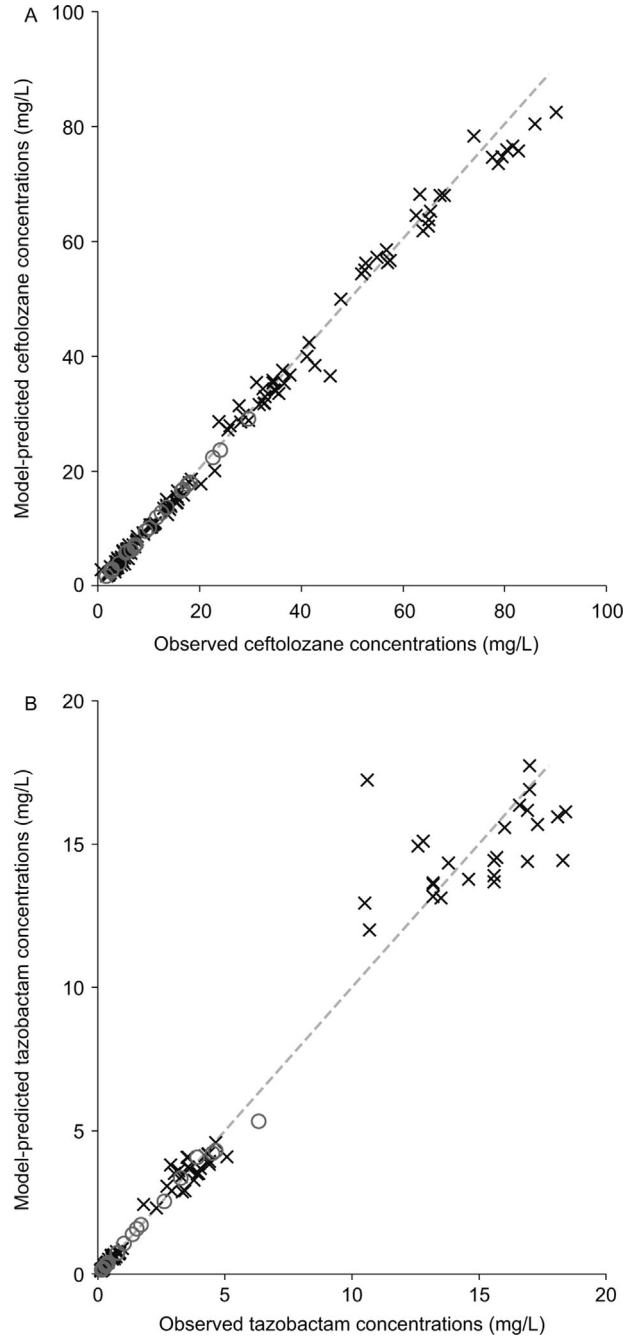 A
Model-predicted ceftolozane concentrations (mg/L)
100
80
60
40
20
0
0 20 40 60 80 100
Observed ceftolozane concentrations (mg/L)
B
Model-predicted tazobactam concentrations (mg/L)
20
15
10
5
0
0 5 10 15 20
Observed tazobactam concentrations (mg/L)